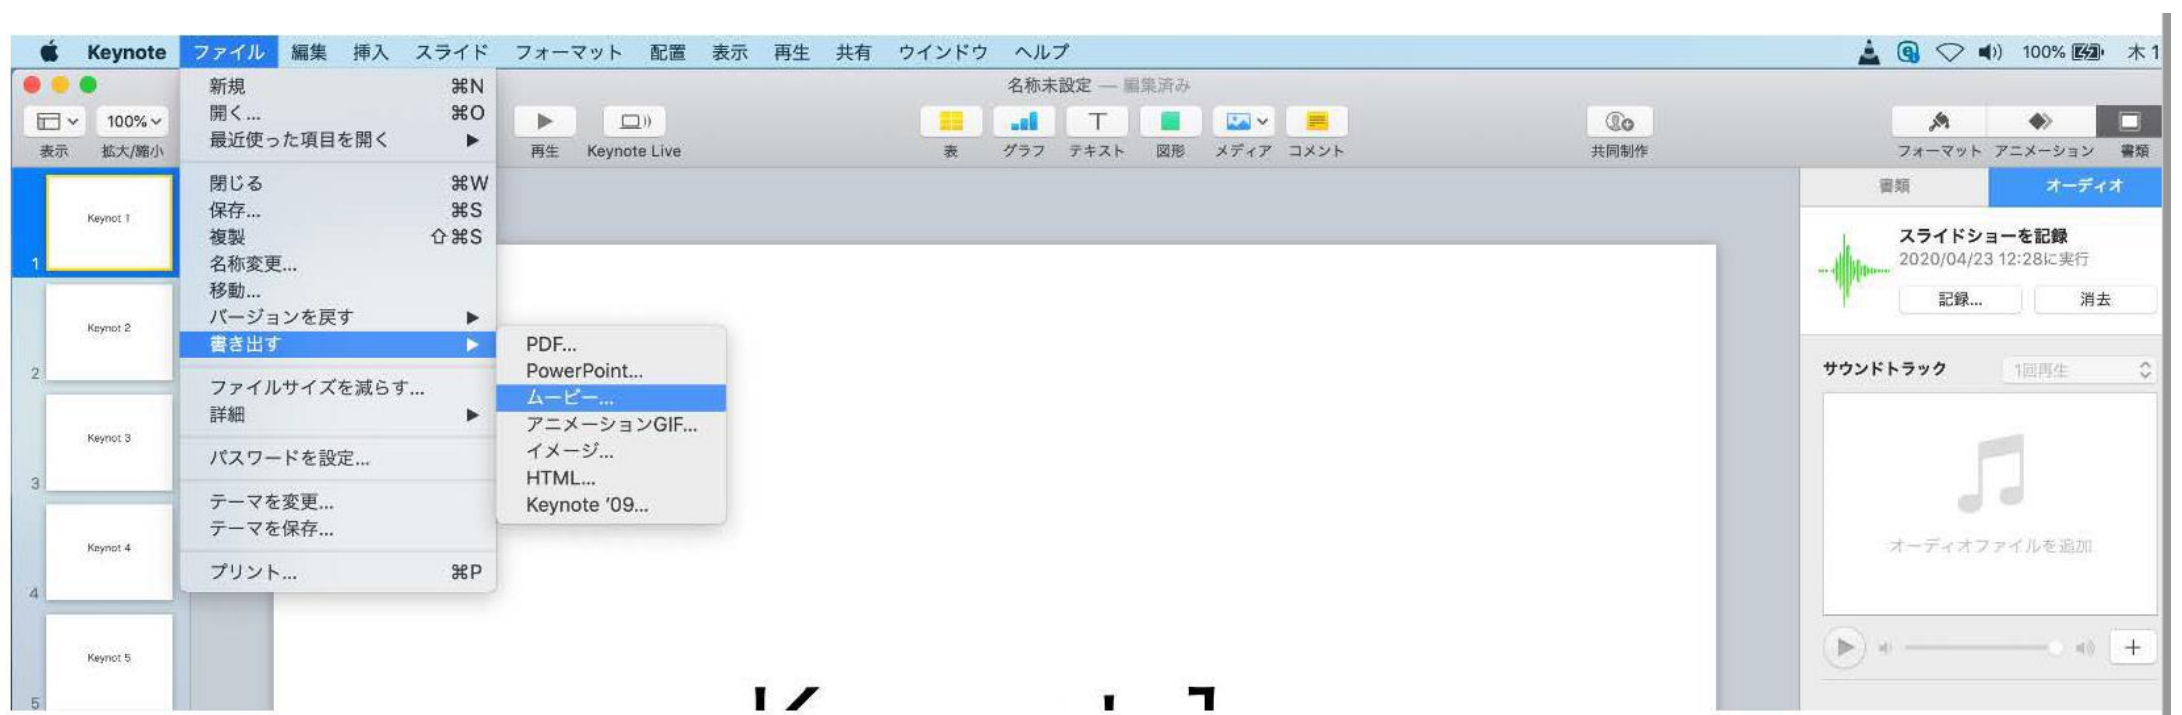 Keynote ファイル 編集 挿入 スライド フォーマット 配置 表示 再生 共有 ウインドウ ヘルプ 100% 木 1
名称未設定 — 編集済み
100%
表示 拡大/縮小 再生 Keynote Live 表 グラフ テキスト 図形 メディア コメント 共同制作 フォーマット アニメーション 書類
新規 ⌘N
開く... ⌘O
最近使った項目を開く ▶
閉じる ⌘W
保存... ⌘S
複製 ⇧⌘S
名称変更...
移動...
バージョンを戻す ▶
書き出す ▶
ファイルサイズを減らす...
詳細 ▶
パスワードを設定...
テーマを変更...
テーマを保存...
プリント... ⌘P
PDF...
PowerPoint...
ムービー...
アニメーションGIF...
イメージ...
HTML...
Keynote '09...
Keynot 1
1
Keynot 2
2
Keynot 3
3
Keynot 4
4
Keynot 5
5
書類 オーディオ
スライドショーを記録
2020/04/23 12:28に実行
記録... 消去
サウンドトラック 1回再生
オーディオファイルを追加